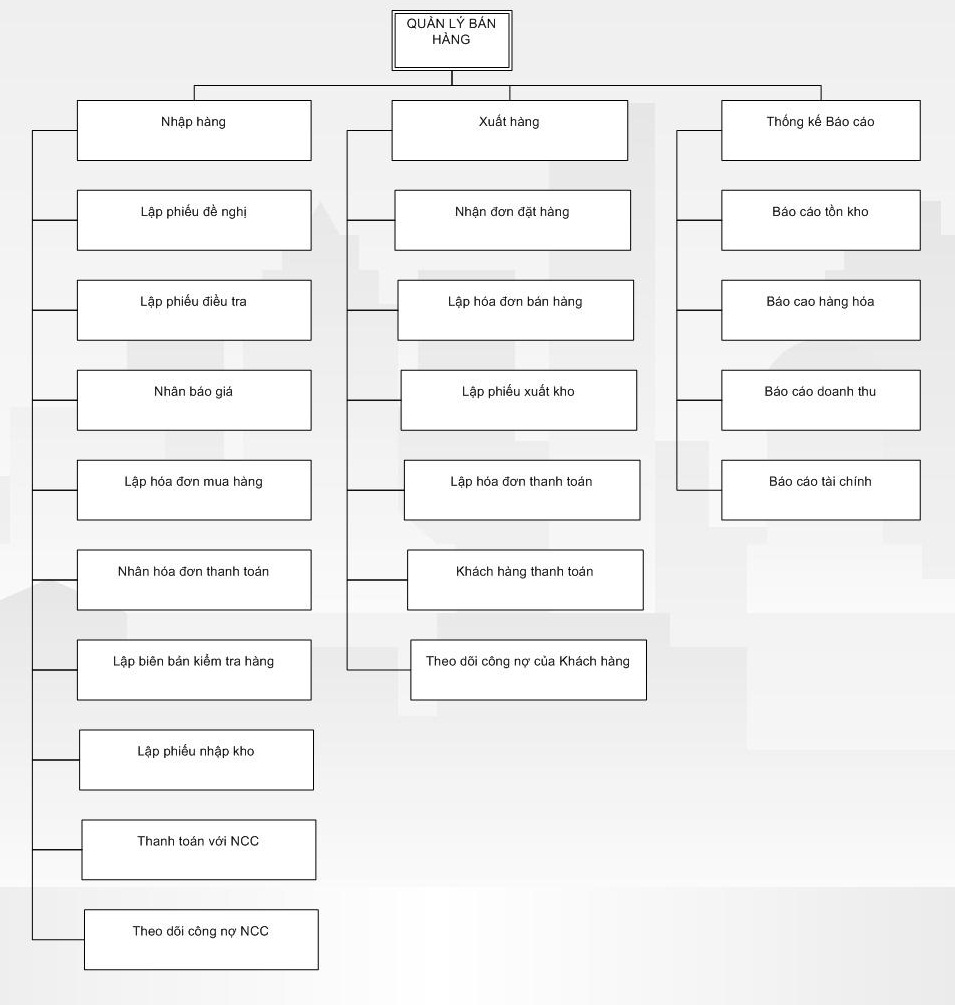 QUẢN LÝ BÁN
HÀNG
Nhập hàng
Lập phiếu đề nghị
Lập phiếu điều tra
Nhân báo giá
Lập hóa đơn mua hàng
Nhân hóa đơn thanh toán
Lập biên bản kiểm tra hàng
Lập phiếu nhập kho
Thanh toán với NCC
Theo dõi công nợ NCC
Xuất hàng
Nhận đơn đặt hàng
Lập hóa đơn bán hàng
Lập phiếu xuất kho
Lập hóa đơn thanh toán
Khách hàng thanh toán
Theo dõi công nợ của Khách hàng
Thống kế Báo cáo
Báo cáo tồn kho
Báo cao hàng hóa
Báo cáo doanh thu
Báo cáo tài chính